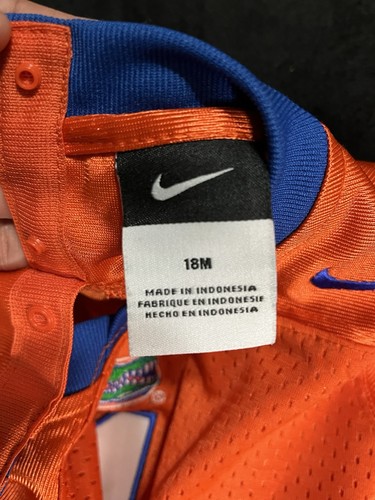 18M
MADE IN INDONESIA
FABRIQUE EN INDONESIE
HECHO EN INDONESIA